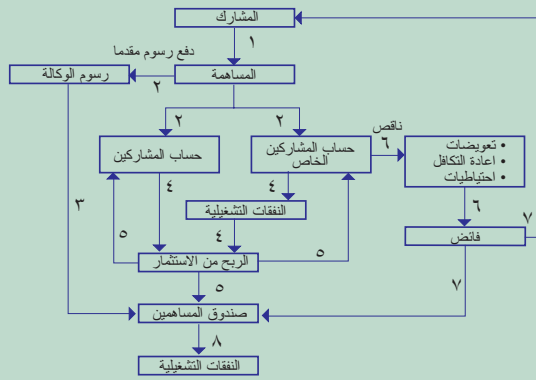 المشارك
١
دفع رسوم مقدما
رسوم الوكالة
٢
المساهمة
٢
٢
ناقص
٦
حساب المشاركين
حساب المشاركين
الخاص
• تعويضات
• اعادة التكافل
• احتياطيات
٣
٤
٤
٦
٧
النفقات التشغيلية
٥
٤
٥
فائض
الربح من الاستثمار
٥
٧
صندوق المساهمين
٨
النفقات التشغيلية